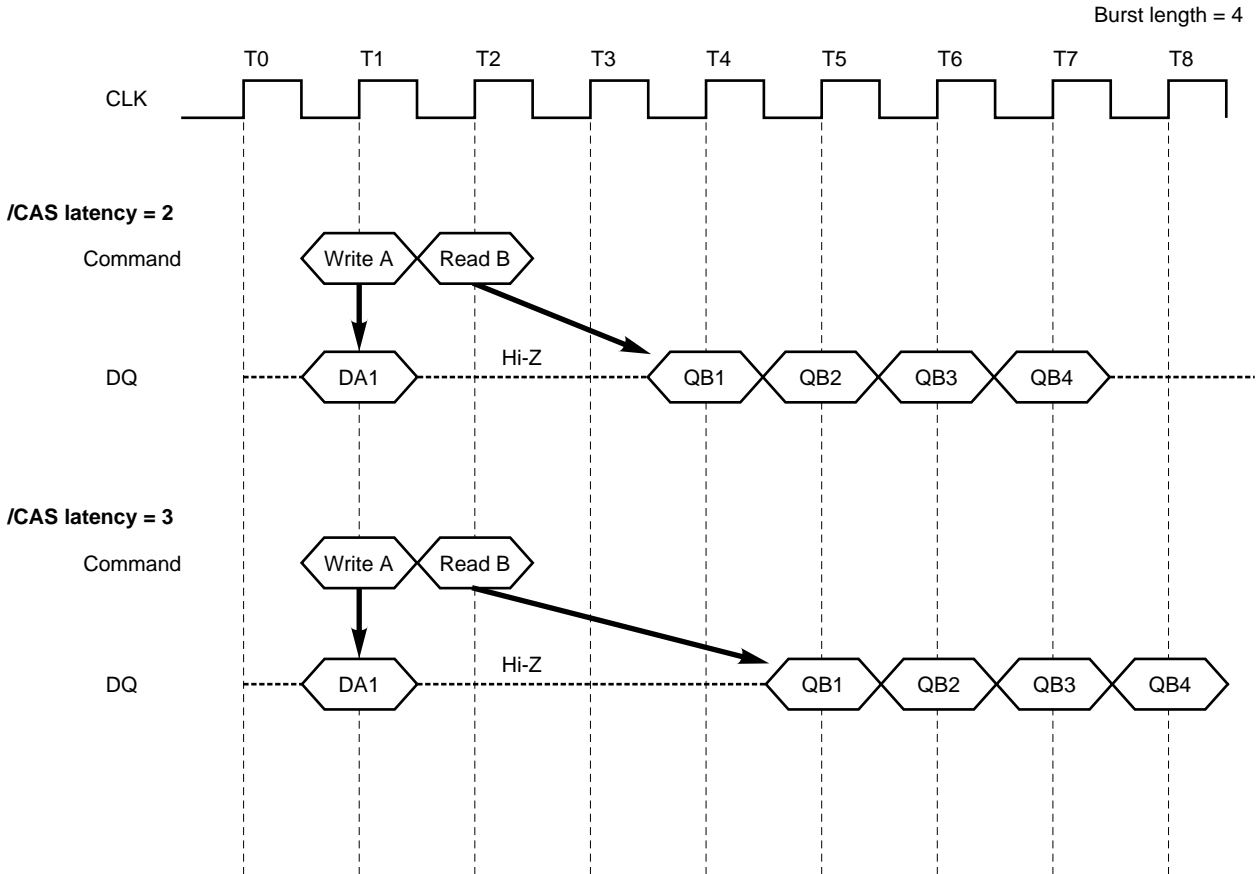 Burst length = 4
T0 T1 T2 T3 T4 T5 T6 T7 T8
CLK
/CAS latency = 2
Command Write A Read B
Hi-Z
DQ DA1 QB1 QB2 QB3 QB4
/CAS latency = 3
Command Write A Read B
Hi-Z
DQ DA1 QB1 QB2 QB3 QB4